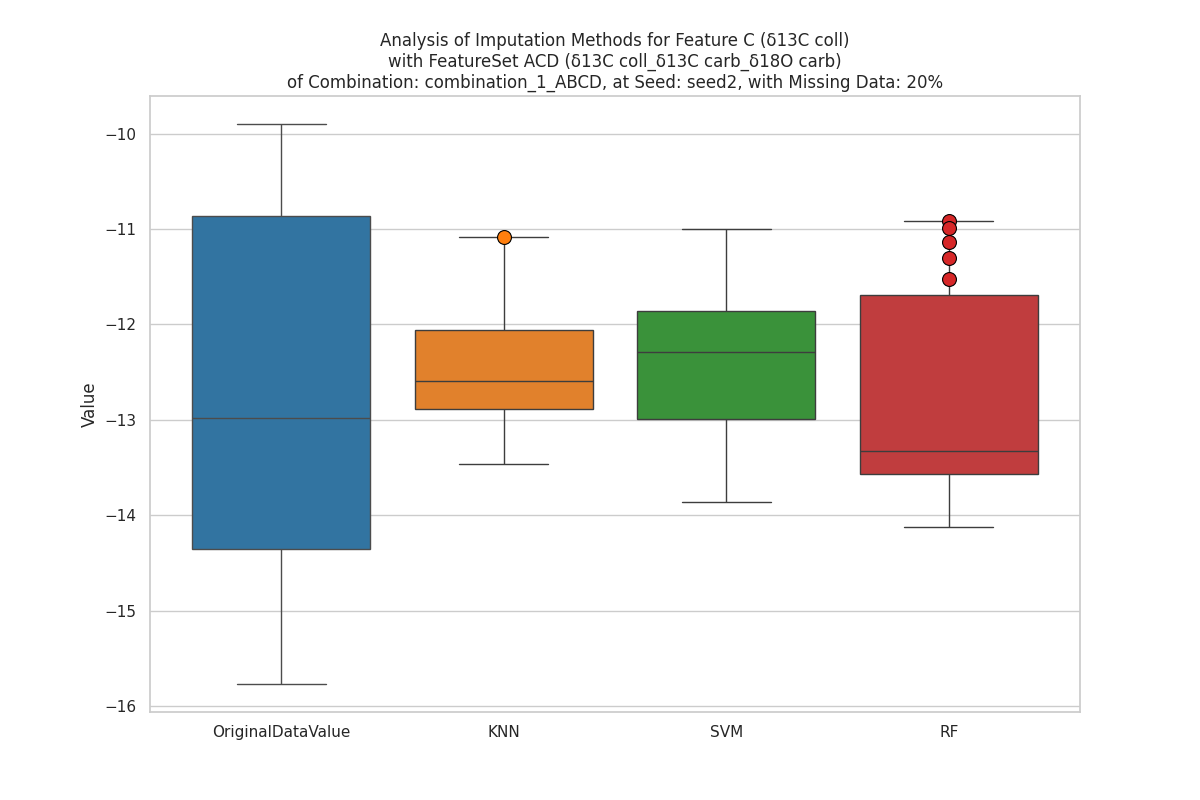 Analysis of Imputation Methods for Feature C (δ13C coll)
with FeatureSet ACD (δ13C coll_δ13C carb_δ18O carb)
of Combination: combination_1_ABCD, at Seed: seed2, with Missing Data: 20%
Value
−10
−11
−12
−13
−14
−15
−16
OriginalDataValue
KNN
SVM
RF